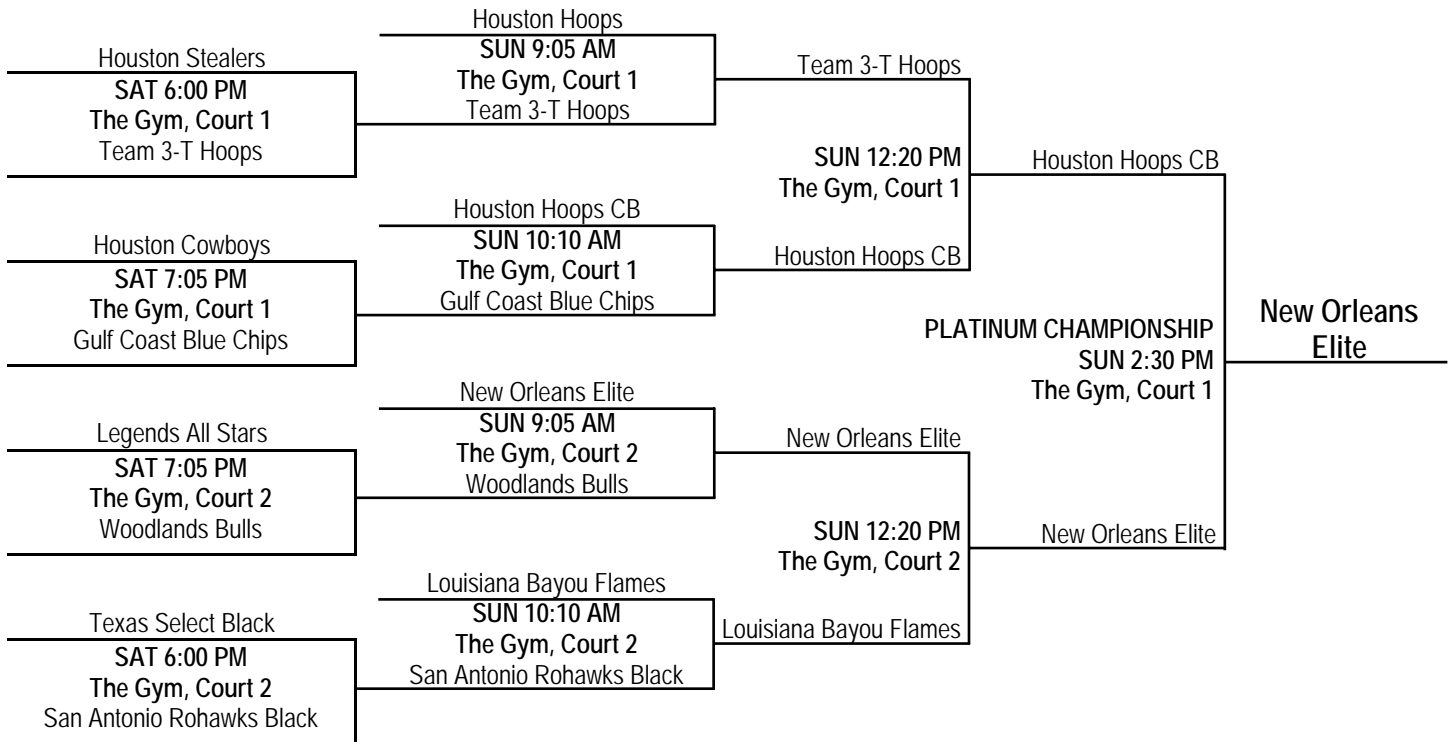 Houston Hoops
Houston Stealers
SUN 9:05 AM
The Gym, Court 1
Team 3-T Hoops
Team 3-T Hoops
SAT 6:00 PM
The Gym, Court 1
Team 3-T Hoops
SUN 12:20 PM
The Gym, Court 1
Houston Hoops CB
Houston Hoops CB
Houston Cowboys
SUN 10:10 AM
The Gym, Court 1
Gulf Coast Blue Chips
Houston Hoops CB
SAT 7:05 PM
The Gym, Court 1
Gulf Coast Blue Chips
PLATINUM CHAMPIONSHIP
SUN 2:30 PM
The Gym, Court 1
New Orleans
Elite
New Orleans Elite
Legends All Stars
SUN 9:05 AM
The Gym, Court 2
Woodlands Bulls
New Orleans Elite
SAT 7:05 PM
The Gym, Court 2
Woodlands Bulls
SUN 12:20 PM
The Gym, Court 2
New Orleans Elite
Louisiana Bayou Flames
Texas Select Black
SUN 10:10 AM
The Gym, Court 2
San Antonio Rohawks Black
Louisiana Bayou Flames
SAT 6:00 PM
The Gym, Court 2
San Antonio Rohawks Black